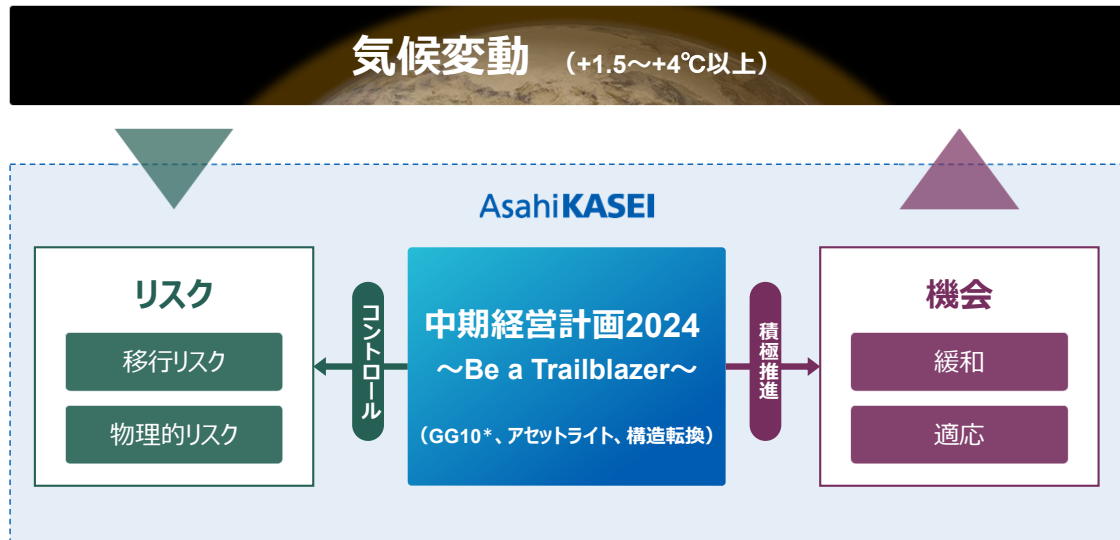 気候変動 （+1.5～+4℃以上）
AsahiKASEI
リスク
移行リスク
物理的リスク
コントロール
中期経営計画2024
～Be a Trailblazer～
（GG10*、アセットライト、構造転換）
積極推進
機会
緩和
適応